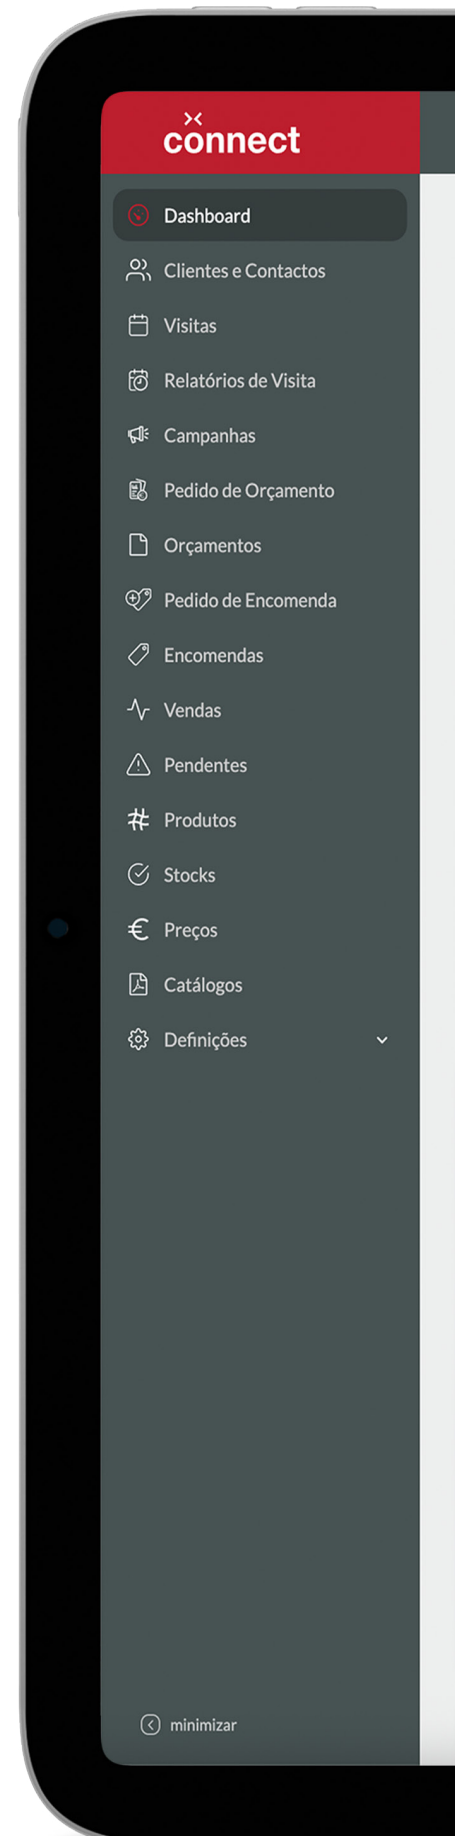 connect
Dashboard
Clientes e Contactos
Visitas
Relatórios de Visita
Campanhas
Pedido de Orçamento
Orçamentos
Pedido de Encomenda
Encomendas
Vendas
Pendentes
Produtos
Stocks
Preços
Catálogos
Definições
minimizar